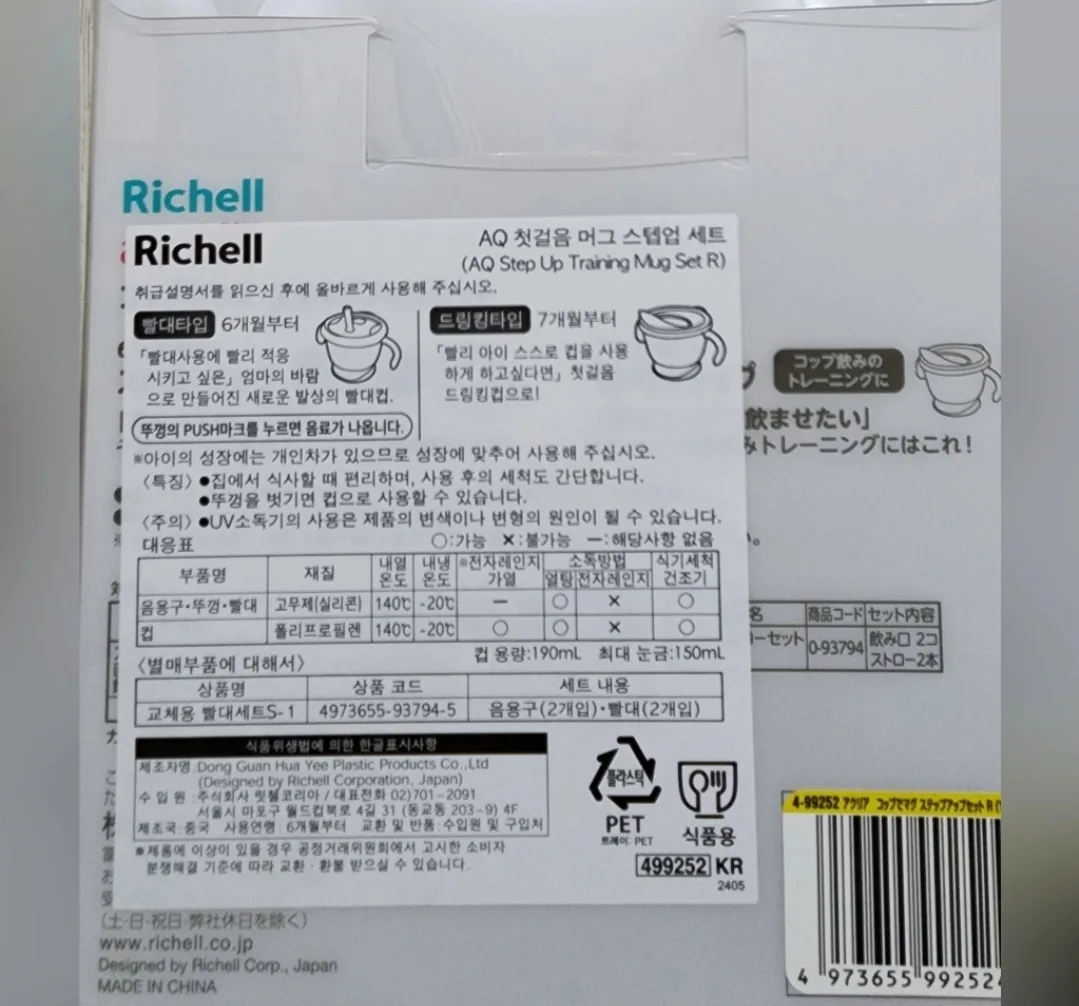 Richell
Richell
AQ 첫걸음 머그 스텝업 세트
(AQ Step Up Training Mug Set R)
취급설명서를 읽으신 후에 올바르게 사용해 주십시오.
빨대타입 6개월부터
「빨대사용에 빨리 적응
시키고 싶은」 엄마의 바람
으로 만들어진 새로운 발상의 빨대컵.
뚜껑의 PUSH마크를 누르면 음료가 나옵니다.
드링킹타입 7개월부터
「빨리 아이 스스로 컵을 사용
하게 하고싶다면」 첫걸음
드링킹컵으로!
※아이의 성장에는 개인차가 있으므로 성장에 맞추어 사용해 주십시오.
〈특징〉 ●집에서 식사할 때 편리하며, 사용 후의 세척도 간단합니다.
●뚜껑을 벗기면 컵으로 사용할 수 있습니다.
〈주의〉 ●UV소독기의 사용은 제품의 변색이나 변형의 원인이 될 수 있습니다.
대응표 ○:가능 ×:불가능 ー:해당사항 없음
부품명 재질 내열온도 내냉온도 ※전자레인지 가열 소독방법 열탕 전자레인지 식기세척건조기
음용구·뚜껑·빨대 고무제(실리콘) 140℃ -20℃ ー ○ × ○
컵 폴리프로필렌 140℃ -20℃ ○ ○ × ○
컵 용량:190mL 최대 눈금:150mL
〈별매부품에 대해서〉
상품명 상품 코드 세트 내용
교체용 빨대세트S-1 4973655-93794-5 음용구(2개입)·빨대(2개입)
식품위생법에 의한 한글표시사항
제조자명:Dong Guan Hua Yee Plastic Products Co.,Ltd
(Designed by Richell Corporation, Japan)
수 입 원 :주식회사 릿첼코리아 / 대표전화 02)701-2091
서울시 마포구 월드컵북로 4길 31 (동교동 203-9) 4F
제조국:중국 사용연령:6개월부터 교환 및 반품:수입원 및 구입처
※제품에 이상이 있을 경우 공정거래위원회에서 고시한 소비자
분쟁해결 기준에 따라 교환·환불 받으실 수 있습니다.
플라스틱
PET
트레이: PET
식품용
499252 KR
2405
コップ飲みの
トレーニングに
飲ませたい」
みトレーニングにはこれ!
名 商品コード セット内容
ーセット 0-93794 飲み口 2コ
ストロー2本
4-99252 アクリア コップでマグ ステップアップセット R
4 973655 99252
(土・日・祝日・弊社休日を除く)
www.richell.co.jp
Designed by Richell Corp., Japan
MADE IN CHINA